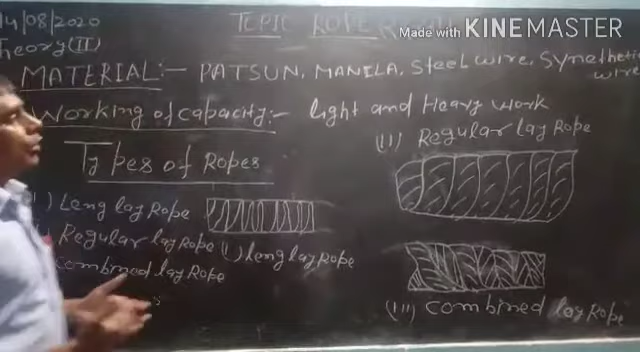 14/08/2020
TEPIC ROPE
Made with KINEMASTER
Theory(II)
MATERIAL:- PATSUN, MANILA, Steel wire, Synethetic wire
Working of capacity:- light and Heavy work
Types of Ropes
(II) Regular lay Rope
) Leng lay Rope
Regular lay Rope
(I) leng lay Rope
Combined lay Rope
(III) Combined lay Rope